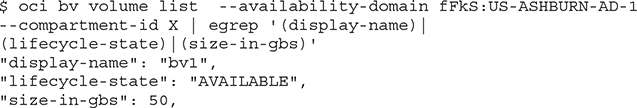 $ oci bv volume list  --availability-domain fFkS:US-ASHBURN-AD-1
--compartment-id X | egrep '(display-name)|
(lifecycle-state)|(size-in-gbs)'
"display-name": "bv1",
"lifecycle-state": "AVAILABLE",
"size-in-gbs": 50,